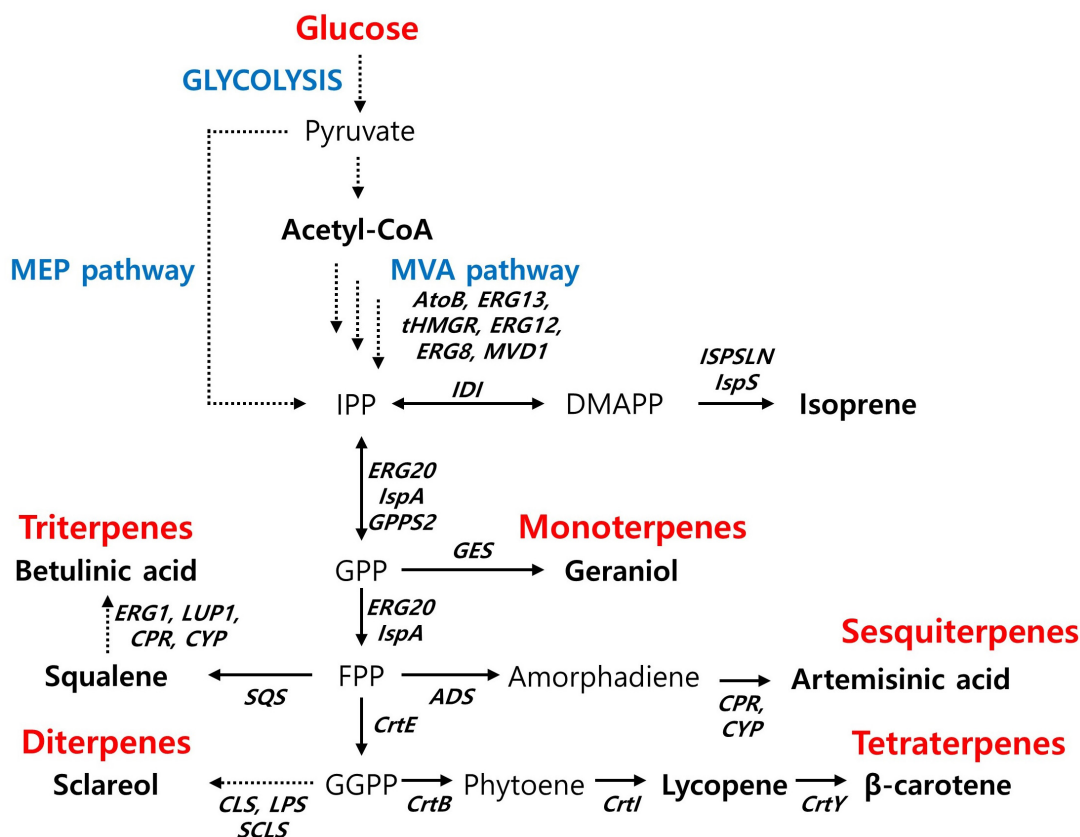 Glucose
GLYCOLYSIS
Pyruvate
Acetyl-CoA
MEP pathway
MVA pathway
AtoB, ERG13,
tHMGR, ERG12,
ERG8, MVD1
ISPSLN
IspS
IPP
IDI
DMAPP
Isoprene
ERG20
IspA
GPPS2
Triterpenes
Monoterpenes
Betulinic acid
GPP
GES
Geraniol
ERG1, LUP1,
CPR, CYP
ERG20
IspA
Sesquiterpenes
Squalene
SQS
FPP
ADS
Amorphadiene
CPR,
CYP
Artemisinic acid
CrtE
Diterpenes
Tetraterpenes
Sclareol
CLS, LPS
SCLS
GGPP
CrtB
Phytoene
CrtI
Lycopene
CrtY
β-carotene